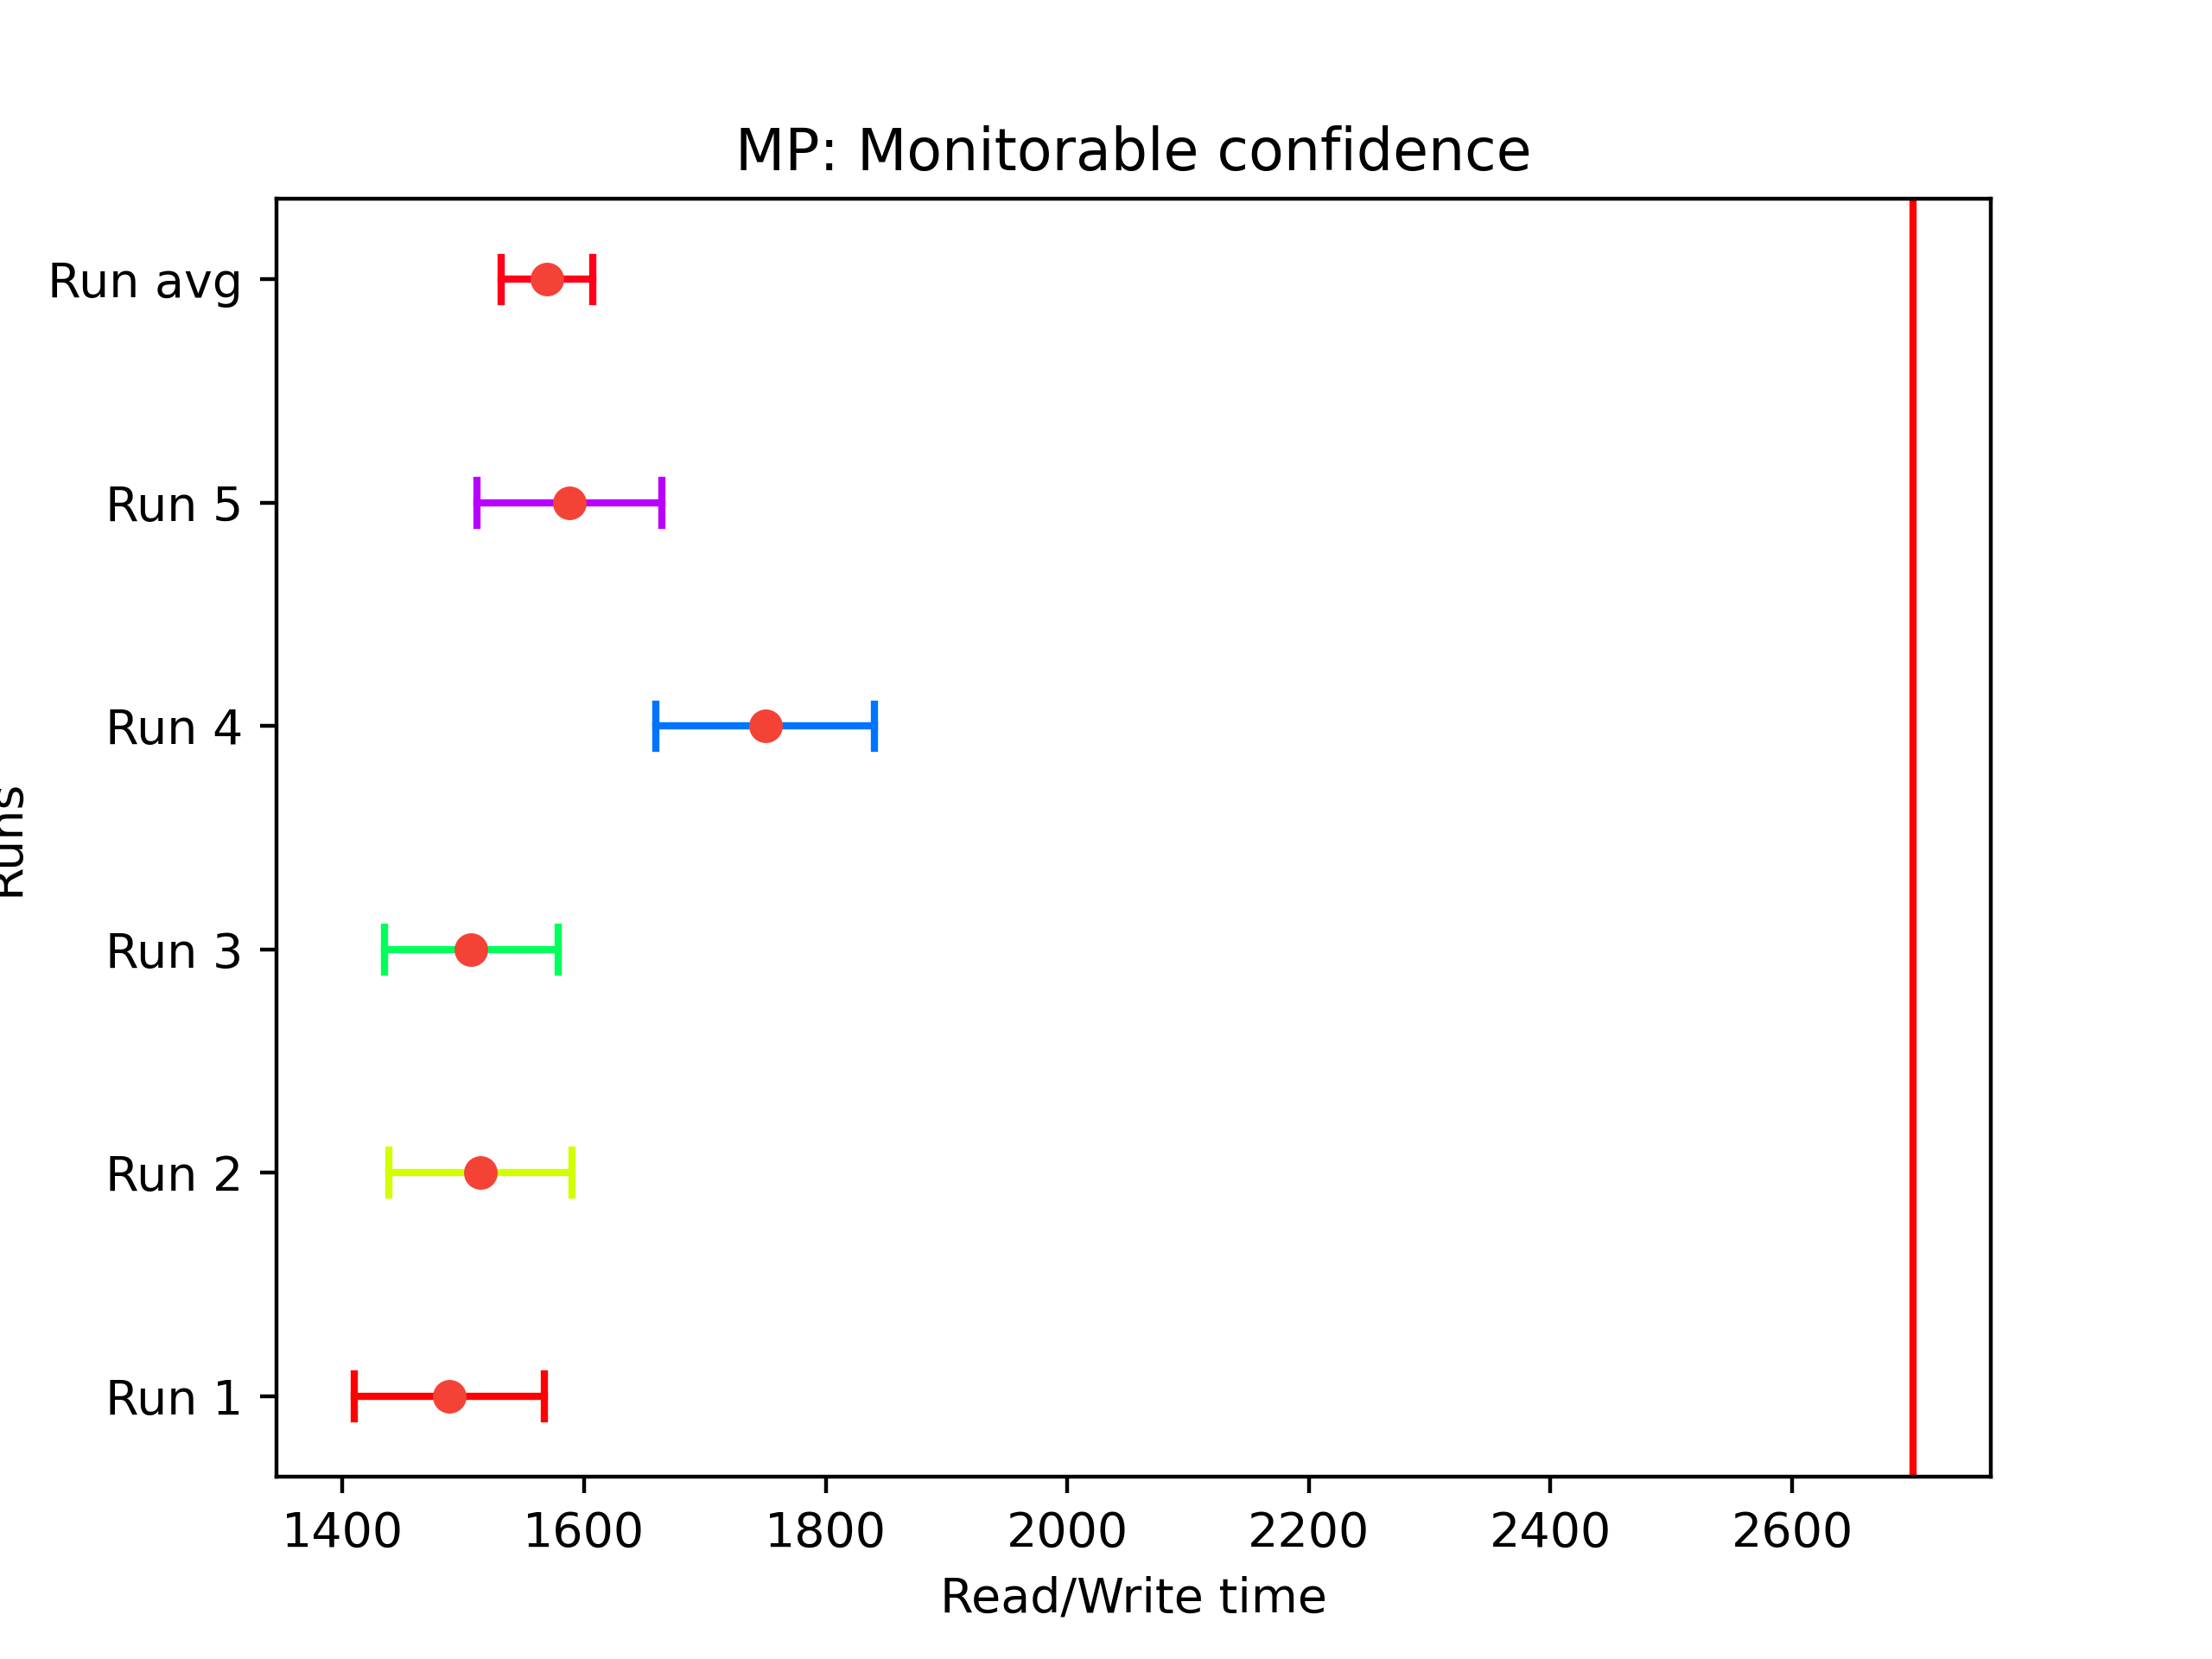 MP: Monitorable confidence
Run avg
Run 5
Run 4
Run 3
Run 2
Run 1
Runs
1400 1600 1800 2000 2200 2400 2600
Read/Write time